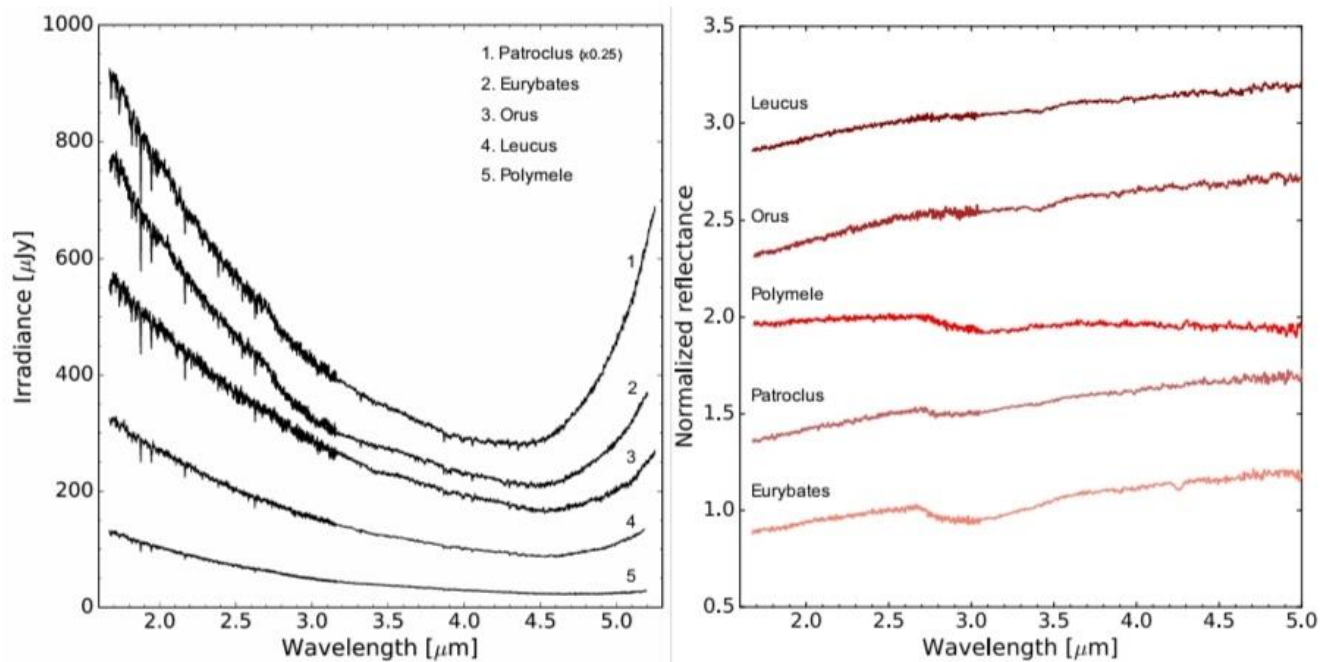 1000
800
600
400
200
0
Irradiance [μJy]
1. Patroclus (x0.25)
2. Eurybates
3. Orus
4. Leucus
5. Polymele
1
2
3
4
5
2.0 2.5 3.0 3.5 4.0 4.5 5.0
Wavelength [μm]
3.5
3.0
2.5
2.0
1.5
1.0
0.5
Normalized reflectance
Leucus
Orus
Polymele
Patroclus
Eurybates
2.0 2.5 3.0 3.5 4.0 4.5 5.0
Wavelength [μm]